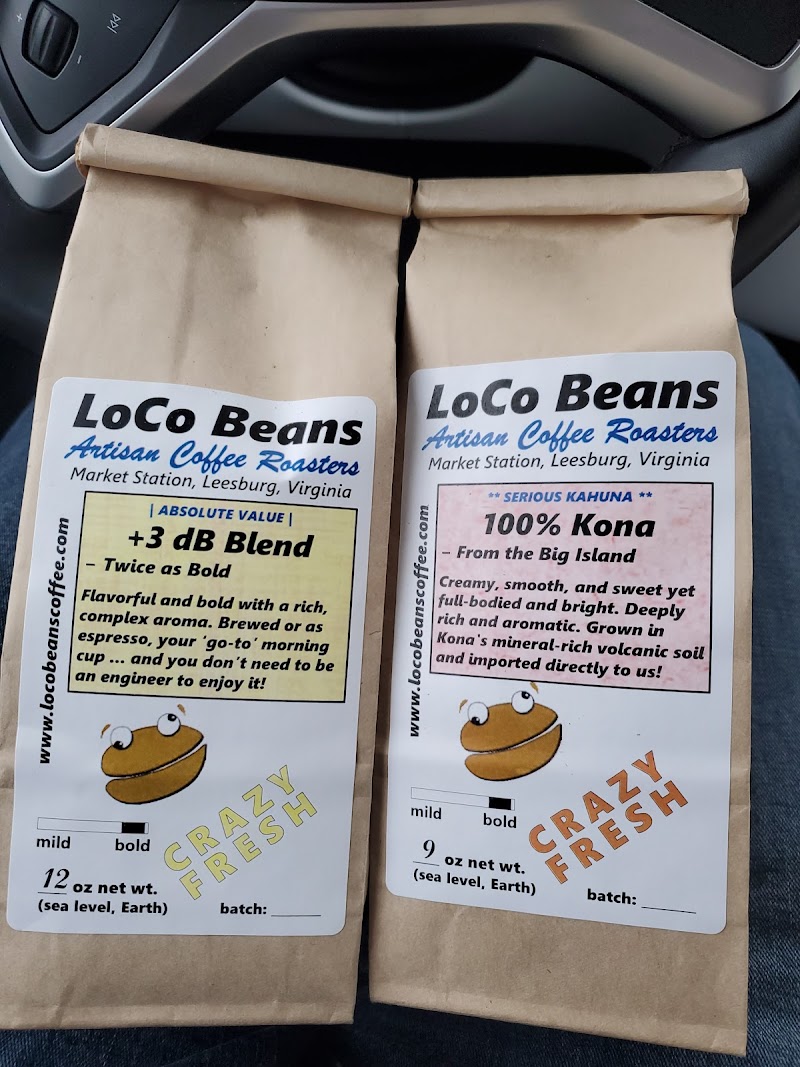 LoCo Beans
Artisan Coffee Roasters
Market Station, Leesburg, Virginia
www.locobeanscoffee.com
| ABSOLUTE VALUE |
+3 dB Blend
– Twice as Bold
Flavorful and bold with a rich,
complex aroma. Brewed or as
espresso, your 'go-to' morning
cup ... and you don't need to be
an engineer to enjoy it!
mild bold
CRAZY
FRESH
12 oz net wt.
(sea level, Earth)
batch: ______
LoCo Beans
Artisan Coffee Roasters
Market Station, Leesburg, Virginia
www.locobeanscoffee.com
** SERIOUS KAHUNA **
100% Kona
– From the Big Island
Creamy, smooth, and sweet yet
full-bodied and bright. Deeply
rich and aromatic. Grown in
Kona's mineral-rich volcanic soil
and imported directly to us!
mild bold
CRAZY
FRESH
9 oz net wt.
(sea level, Earth)
batch: ______